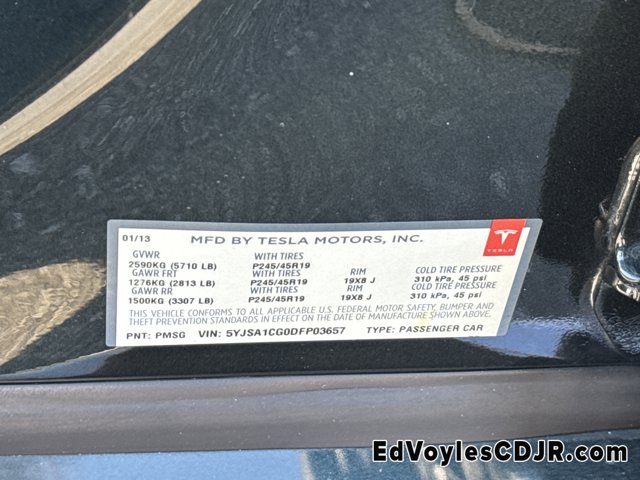 01/13 MFD BY TESLA MOTORS, INC.
TESLA
GVWR WITH TIRES
2590KG (5710 LB) P245/45R19
GAWR FRT WITH TIRES RIM COLD TIRE PRESSURE
1276KG (2813 LB) P245/45R19 19X8 J 310 kPa, 45 psi
GAWR RR WITH TIRES RIM COLD TIRE PRESSURE
1500KG (3307 LB) P245/45R19 19X8 J 310 kPa, 45 psi
THIS VEHICLE CONFORMS TO ALL APPLICABLE U.S. FEDERAL MOTOR SAFETY, BUMPER AND
THEFT PREVENTION STANDARDS IN EFFECT ON THE DATE OF MANUFACTURE SHOWN ABOVE.
PNT: PMSG VIN: 5YJSA1CG0DFP03657 TYPE: PASSENGER CAR
EdVoylesCDJR.com